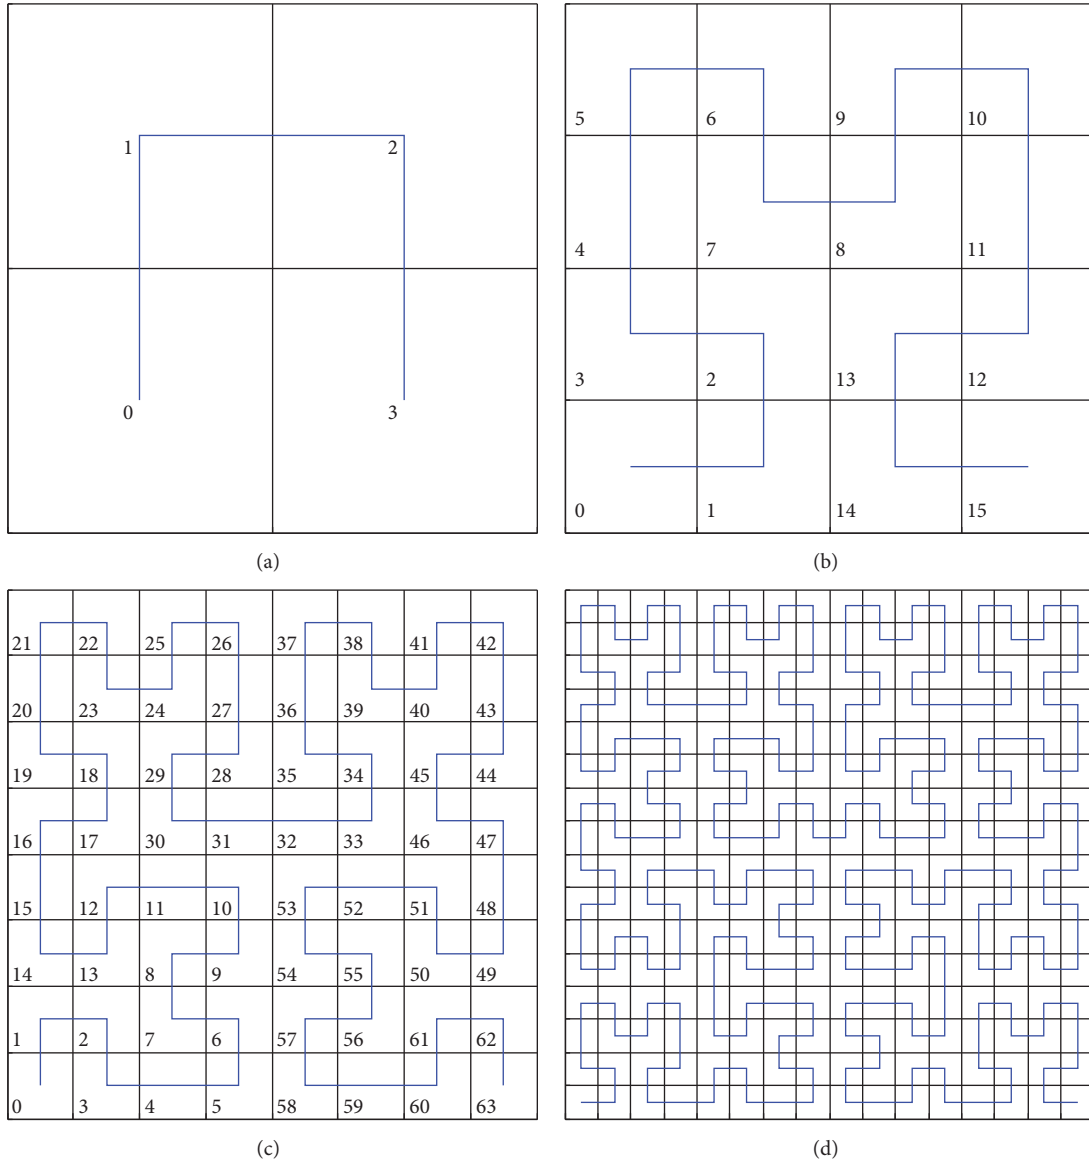 1 2
0 3
(a)
5 6 9 10
4 7 8 11
3 2 13 12
0 1 14 15
(b)
21 22 25 26 37 38 41 42
20 23 24 27 36 39 40 43
19 18 29 28 35 34 45 44
16 17 30 31 32 33 46 47
15 12 11 10 53 52 51 48
14 13 8 9 54 55 50 49
1 2 7 6 57 56 61 62
0 3 4 5 58 59 60 63
(c)
(d)